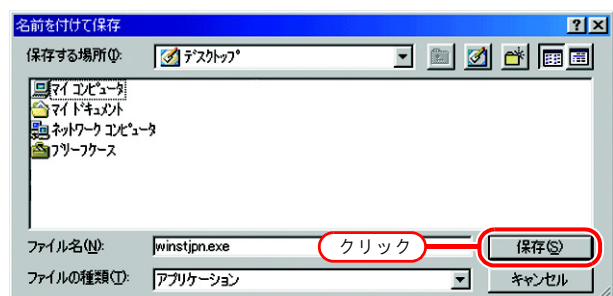 名前を付けて保存
保存する場所(I):
デスクトップ
マイ コンピュータ
マイ ドキュメント
ネットワーク コンピュータ
ブリーフケース
ファイル名(N): winstjpn.exe クリック 保存(S)
ファイルの種類(T): アプリケーション キャンセル